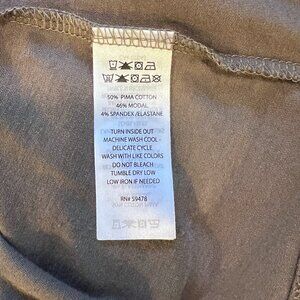 50% PIMA COTTON
46% MODAL
4% SPANDEX/ELASTANE
TURN INSIDE OUT
MACHINE WASH COOL -
DELICATE CYCLE
WASH WITH LIKE COLORS
DO NOT BLEACH
TUMBLE DRY LOW
LOW IRON IF NEEDED
RN# 59478